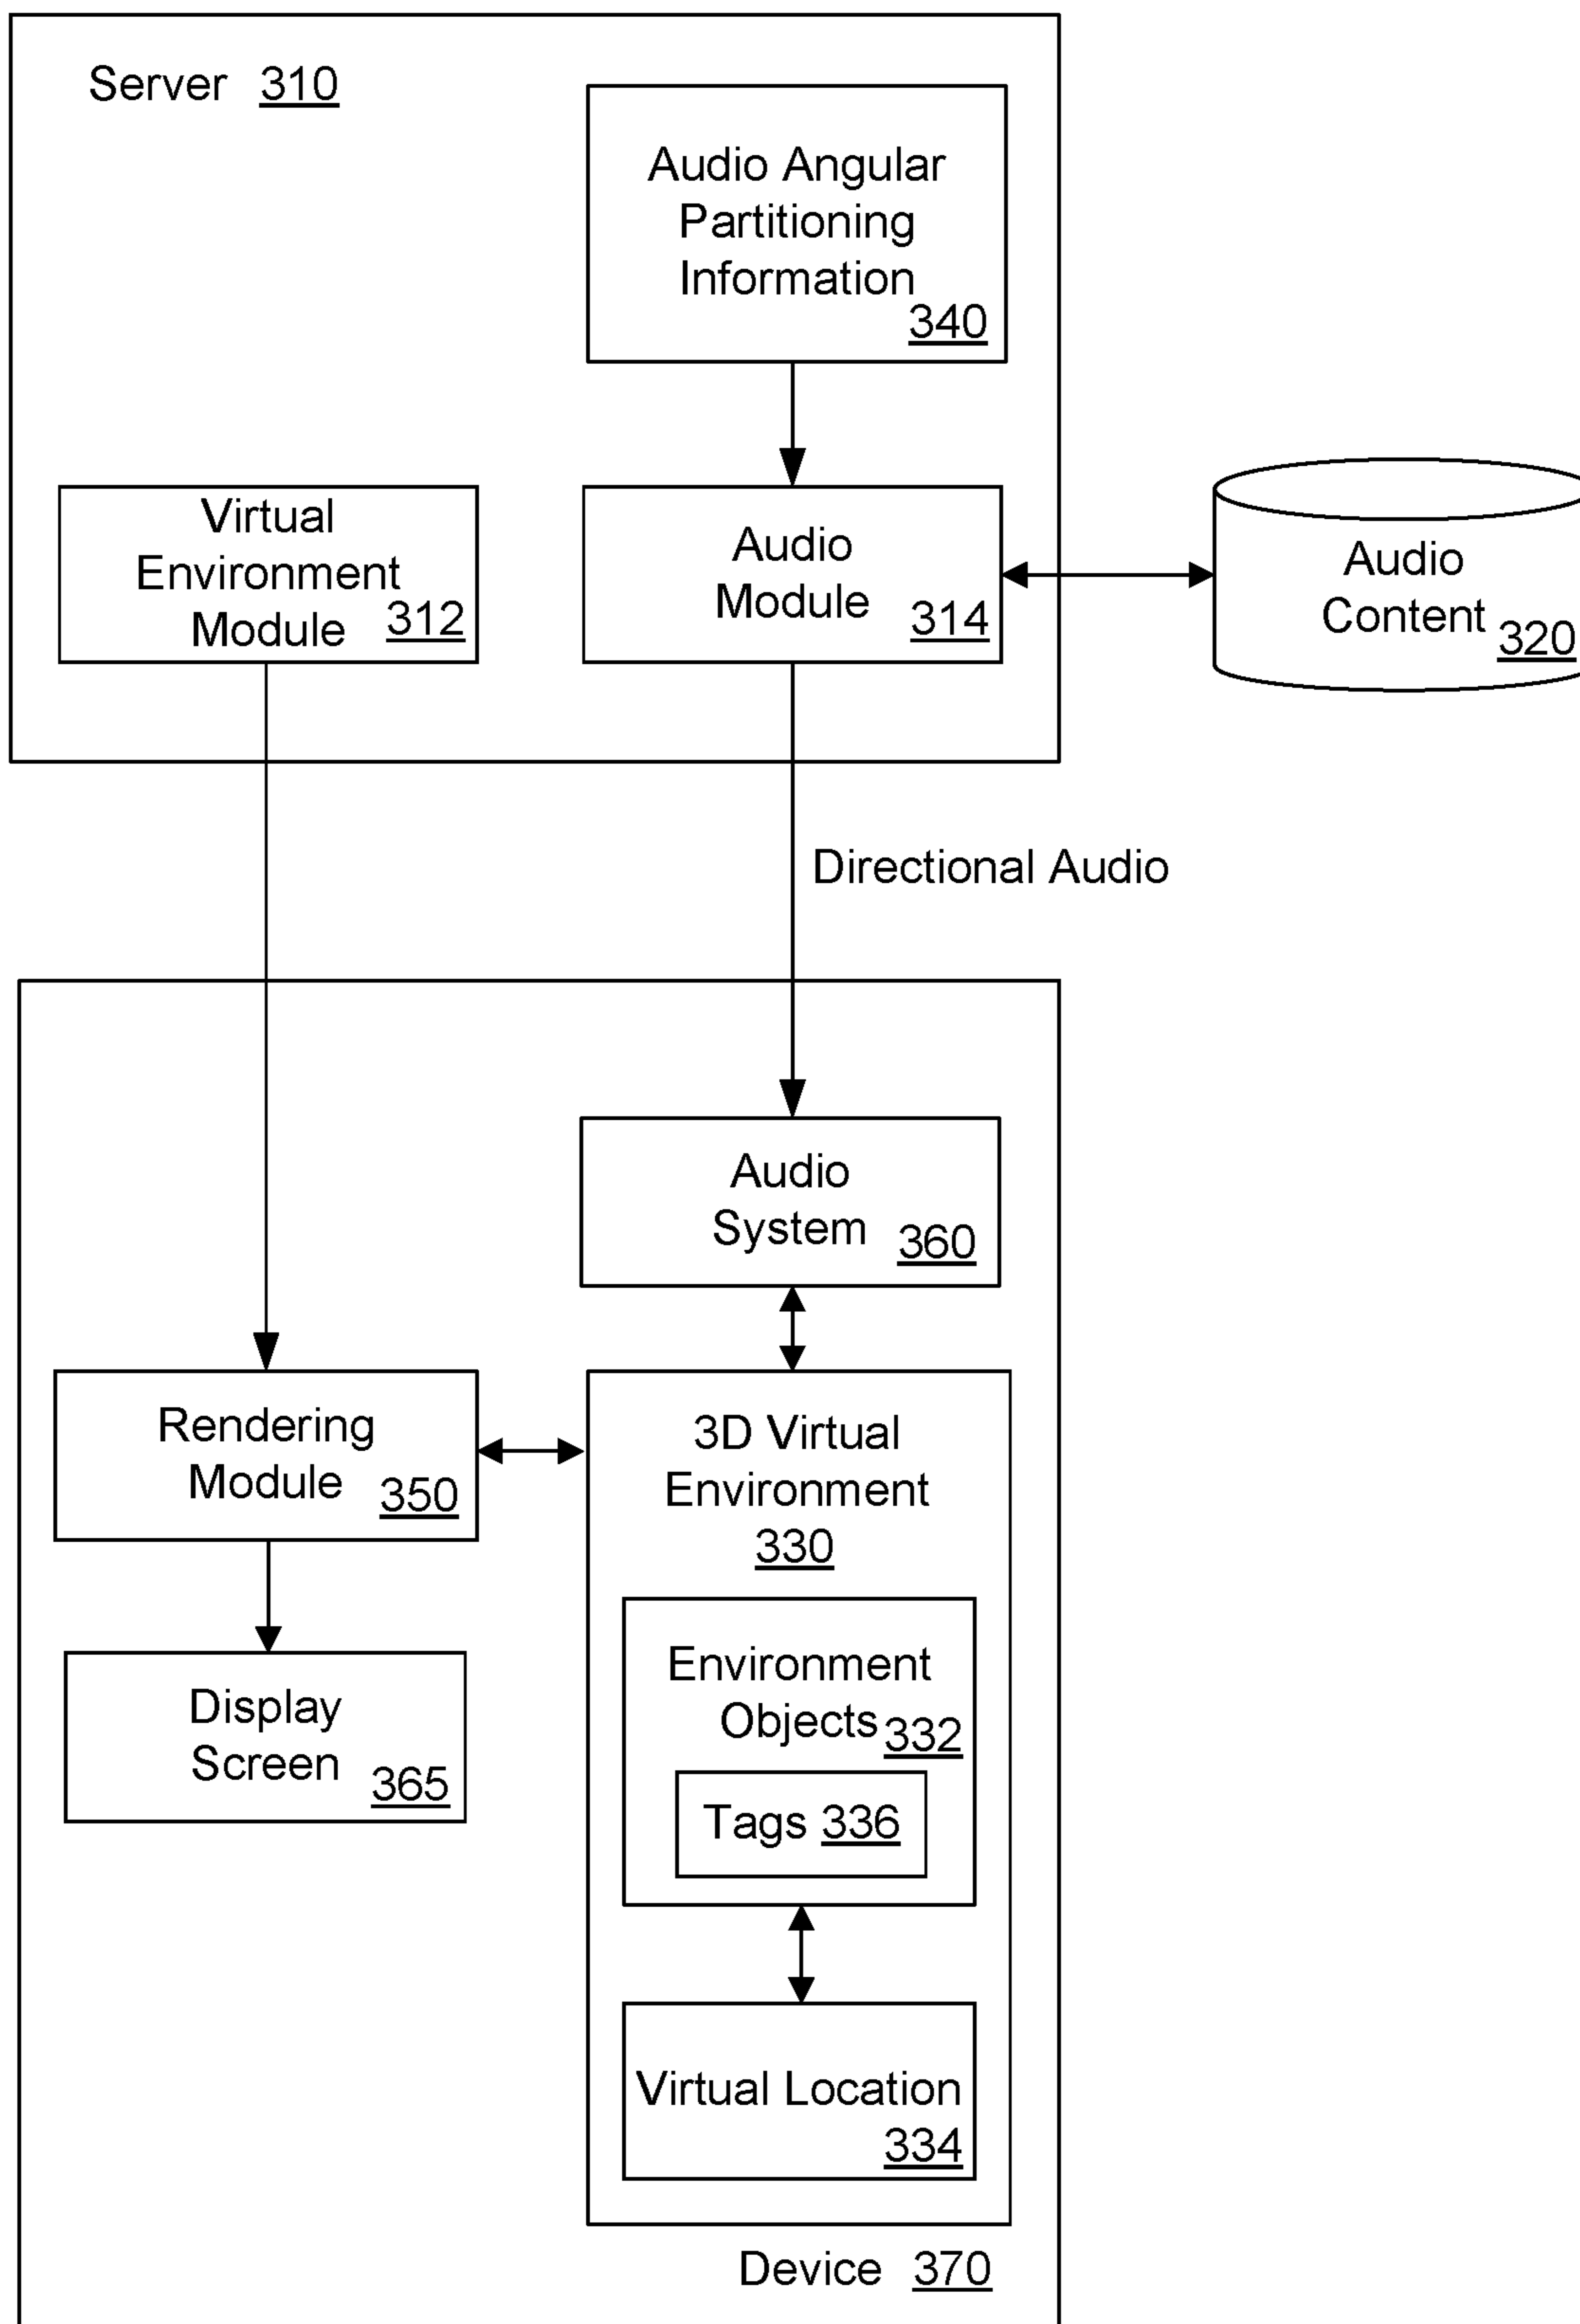 Server 310
Audio Angular
Partitioning
Information
340
Virtual
Environment
Module 312
Audio
Module 314
Audio
Content 320
Directional Audio
Audio
System 360
Rendering
Module 350
3D Virtual
Environment
330
Environment
Objects 332
Tags 336
Display
Screen 365
Virtual Location
334
Device 370